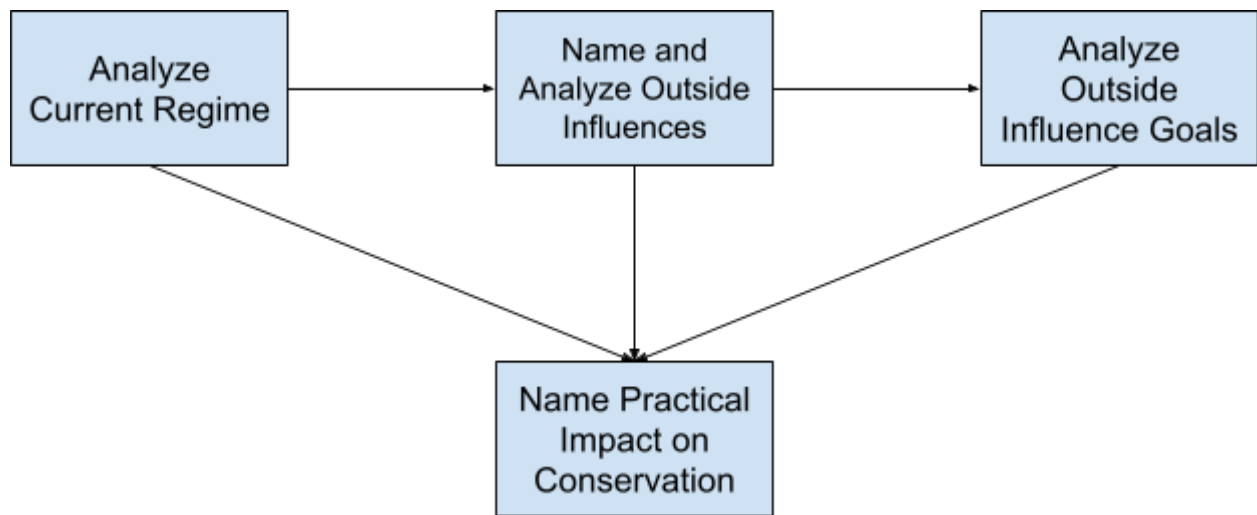 Analyze
Current Regime
Name and
Analyze Outside
Influences
Analyze
Outside
Influence Goals
Name Practical
Impact on
Conservation